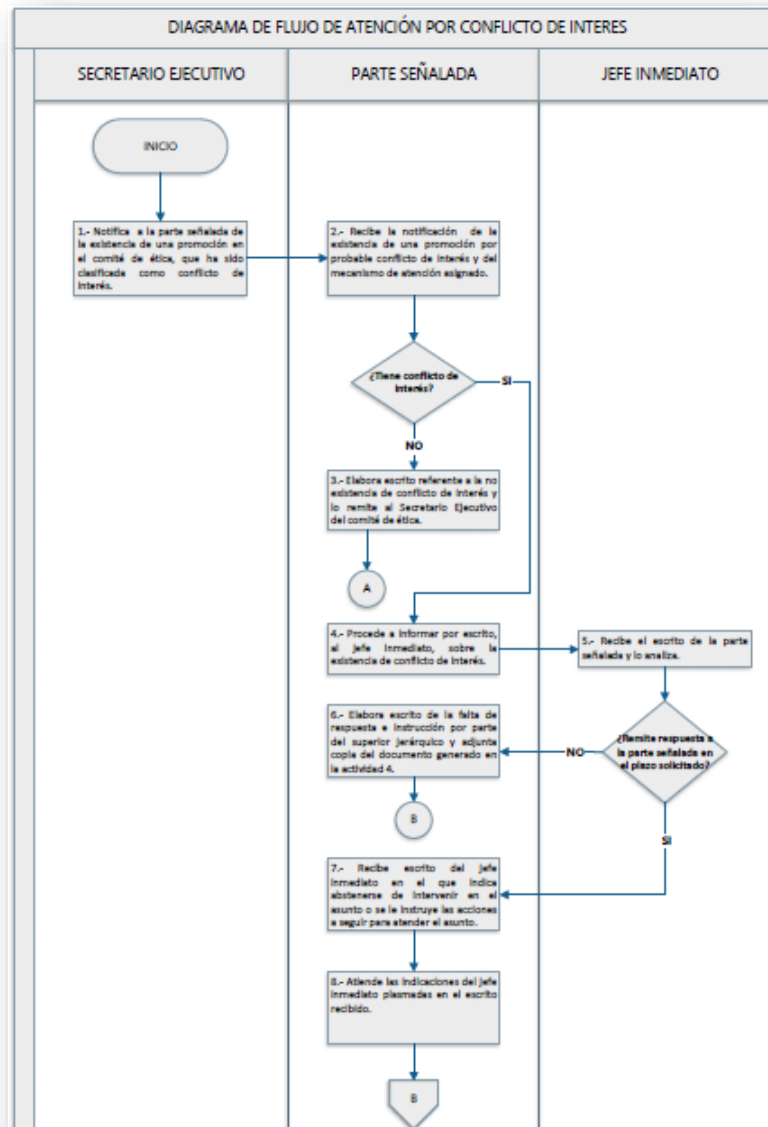 DIAGRAMA DE FLUJO DE ATENCIÓN POR CONFLICTO DE INTERES
SECRETARIO EJECUTIVO
PARTE SEÑALADA
JEFE INMEDIATO
INICIO
1.- Notifica a la parte señalada de
la existencia de una promoción en
el comité de ética, que ha sido
clasificada como conflicto de
interés.
2.- Recibe la notificación de la
existencia de una promoción por
probable conflicto de interés y del
mecanismo de atención asignado.
¿Tiene conflicto de
interés?
SI
NO
3.- Elabora escrito referente a la no
existencia de conflicto de interés y
lo remite al Secretario Ejecutivo
del comité de ética.
A
4.- Procede a informar por escrito,
al jefe inmediato, sobre la
existencia de conflicto de interés.
5.- Recibe el escrito de la parte
señalada y lo analiza.
6.- Elabora escrito de la falta de
respuesta e instrucción por parte
del superior jerárquico y adjunta
copia del documento generado en
la actividad 4.
NO
¿Remite respuesta a
la parte señalada en
el plazo solicitado?
B
SI
7.- Recibe escrito del jefe
inmediato en el que indica
abstenerse de intervenir en el
asunto o se le instruye las acciones
a seguir para atender el asunto.
8.- Atiende las indicaciones del jefe
inmediato plasmadas en el escrito
recibido.
B